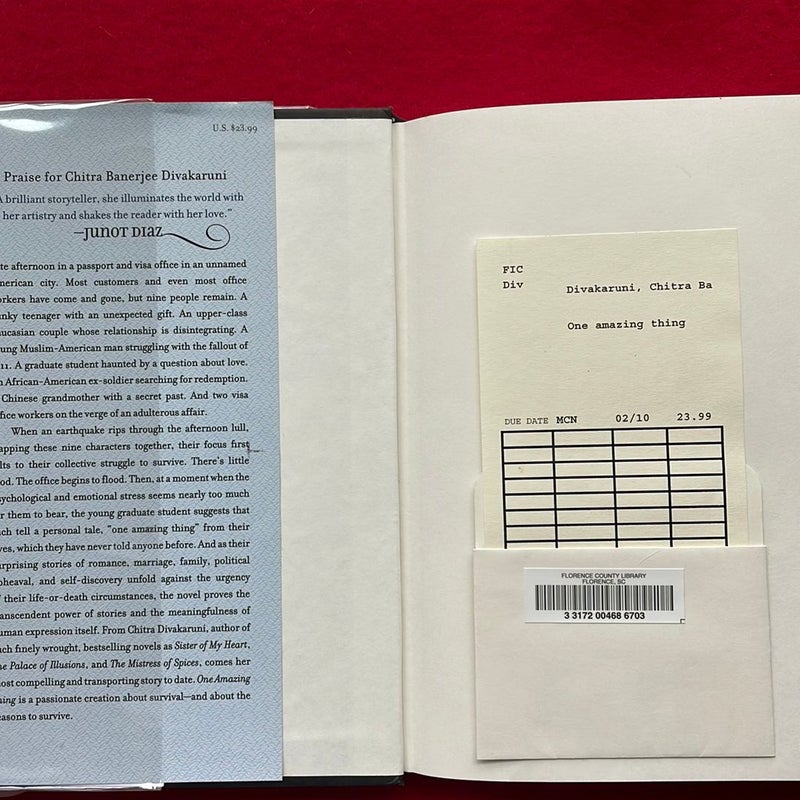 U.S. $23.99
Praise for Chitra Banerjee Divakaruni
A brilliant storyteller, she illuminates the world with
her artistry and shakes the reader with her love.”
—JUNOT DIAZ
te afternoon in a passport and visa office in an unnamed
merican city. Most customers and even most office
rkers have come and gone, but nine people remain. A
nky teenager with an unexpected gift. An upper-class
ucasian couple whose relationship is disintegrating. A
ung Muslim-American man struggling with the fallout of
11. A graduate student haunted by a question about love.
n African-American ex-soldier searching for redemption.
Chinese grandmother with a secret past. And two visa
fice workers on the verge of an adulterous affair.
When an earthquake rips through the afternoon lull,
apping these nine characters together, their focus first
lts to their collective struggle to survive. There's little
od. The office begins to flood. Then, at a moment when the
sychological and emotional stress seems nearly too much
r them to bear, the young graduate student suggests that
ch tell a personal tale, “one amazing thing” from their
ves, which they have never told anyone before. And as their
rprising stories of romance, marriage, family, political
pheaval, and self-discovery unfold against the urgency
their life-or-death circumstances, the novel proves the
anscendent power of stories and the meaningfulness of
uman expression itself. From Chitra Divakaruni, author of
ch finely wrought, bestselling novels as Sister of My Heart,
he Palace of Illusions, and The Mistress of Spices, comes her
ost compelling and transporting story to date. One Amazing
hing is a passionate creation about survival—and about the
easons to survive.
FIC
Div Divakaruni, Chitra Ba
One amazing thing
DUE DATE MCN 02/10 23.99
FLORENCE COUNTY LIBRARY
FLORENCE, SC
3 3172 00468 6703